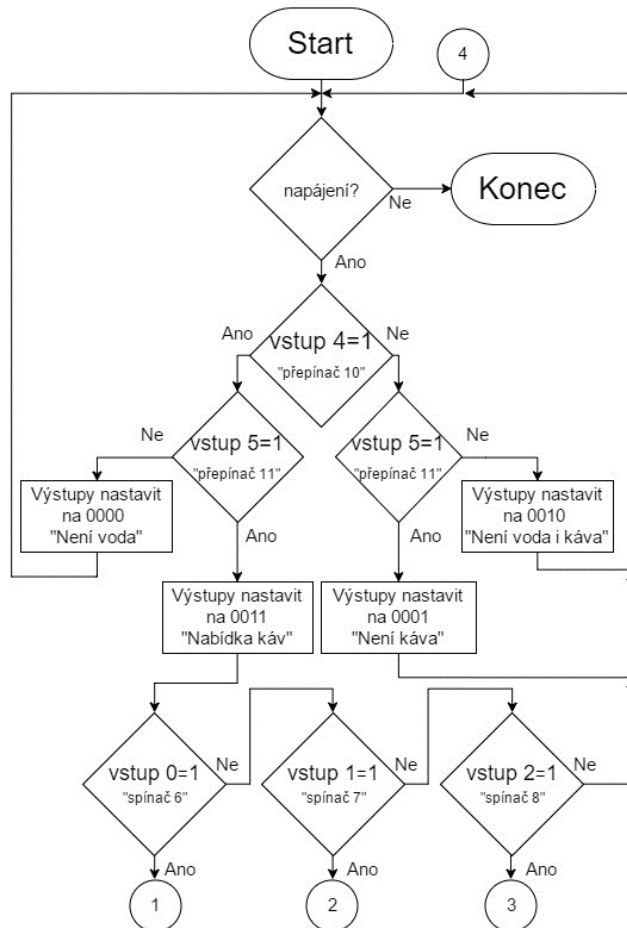 Start
4
napájení?
Ne
Konec
Ano
Ano
vstup 4=1
Ne
"přepínač 10"
Ne
vstup 5=1
"přepínač 11"
vstup 5=1
"přepínač 11"
Ne
Výstupy nastavit
na 0000
"Není voda"
Ano
Ano
Výstupy nastavit
na 0010
"Není voda i káva"
Výstupy nastavit
na 0011
"Nabídka káv"
Výstupy nastavit
na 0001
"Není káva"
vstup 0=1
"spínač 6"
Ne
vstup 1=1
"spínač 7"
Ne
vstup 2=1
"spínač 8"
Ne
Ano
Ano
Ano
1
2
3